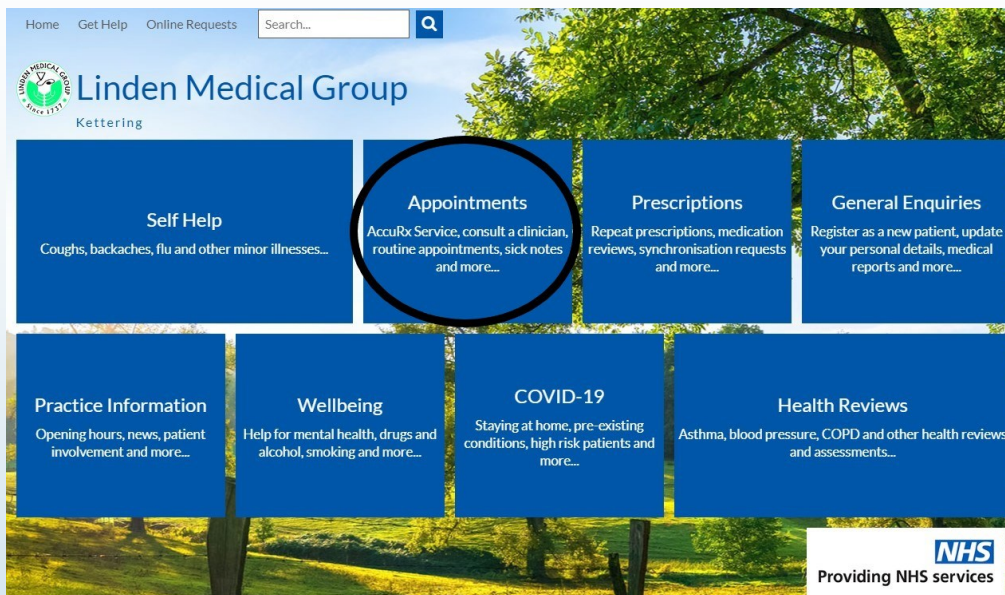 Home Get Help Online Requests Search...
LINDEN MEDICAL GROUP
Since 1737
Linden Medical Group
Kettering
Self Help
Coughs, backaches, flu and other minor illnesses...
Appointments
AccuRx Service, consult a clinician,
routine appointments, sick notes
and more...
Prescriptions
Repeat prescriptions, medication
reviews, synchronisation requests
and more...
General Enquiries
Register as a new patient, update
your personal details, medical
reports and more...
Practice Information
Opening hours, news, patient
involvement and more...
Wellbeing
Help for mental health, drugs and
alcohol, smoking and more...
COVID-19
Staying at home, pre-existing
conditions, high risk patients and
more...
Health Reviews
Asthma, blood pressure, COPD and other health reviews
and assessments...
NHS
Providing NHS services